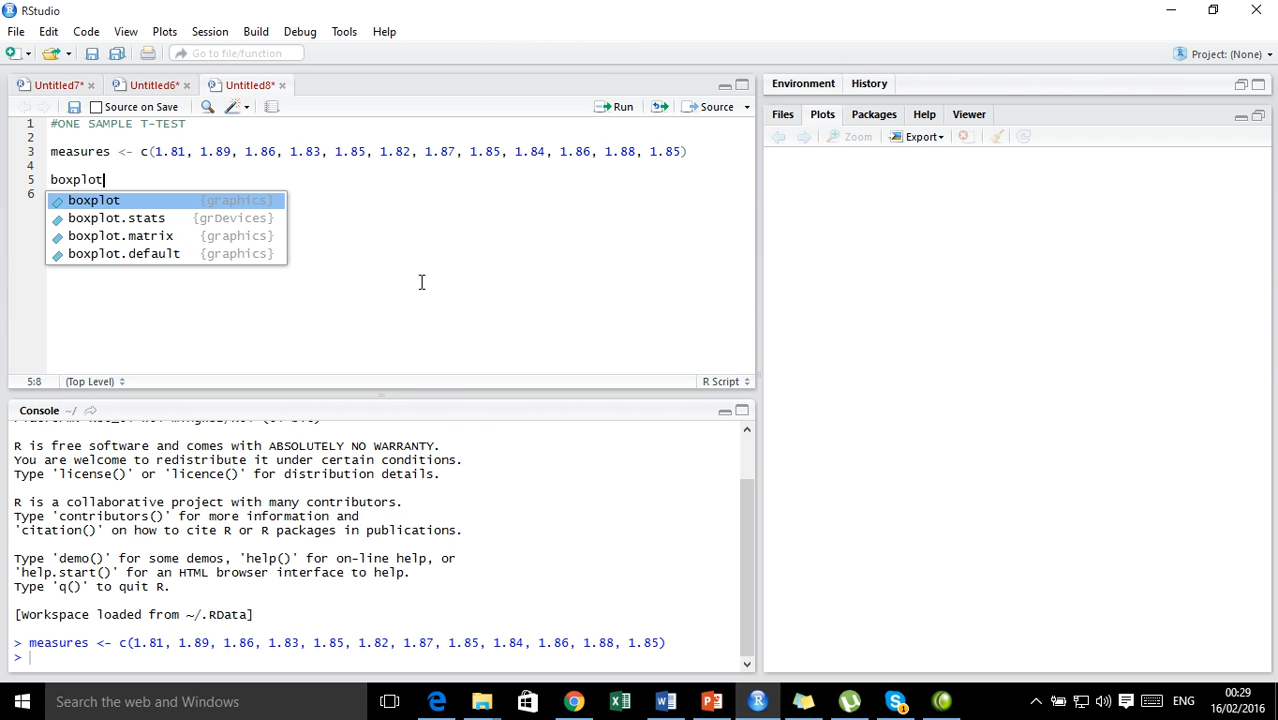 RStudio
File Edit Code View Plots Session Build Debug Tools Help
Go to file/function
Project: (None)
Untitled7* Untitled6* Untitled8*
Source on Save Run Source
1 #ONE SAMPLE T-TEST
2
3 measures <- c(1.81, 1.89, 1.86, 1.83, 1.85, 1.82, 1.87, 1.85, 1.84, 1.86, 1.88, 1.85)
4
5 boxplot
6
boxplot {graphics}
boxplot.stats {grDevices}
boxplot.matrix {graphics}
boxplot.default {graphics}
5:8 (Top Level) R Script
Console ~/
R is free software and comes with ABSOLUTELY NO WARRANTY.
You are welcome to redistribute it under certain conditions.
Type 'license()' or 'licence()' for distribution details.
R is a collaborative project with many contributors.
Type 'contributors()' for more information and
'citation()' on how to cite R or R packages in publications.
Type 'demo()' for some demos, 'help()' for on-line help, or
'help.start()' for an HTML browser interface to help.
Type 'q()' to quit R.
[Workspace loaded from ~/.RData]
> measures <- c(1.81, 1.89, 1.86, 1.83, 1.85, 1.82, 1.87, 1.85, 1.84, 1.86, 1.88, 1.85)
>
Environment History
Files Plots Packages Help Viewer
Zoom Export
Search the web and Windows
ENG
00:29
16/02/2016